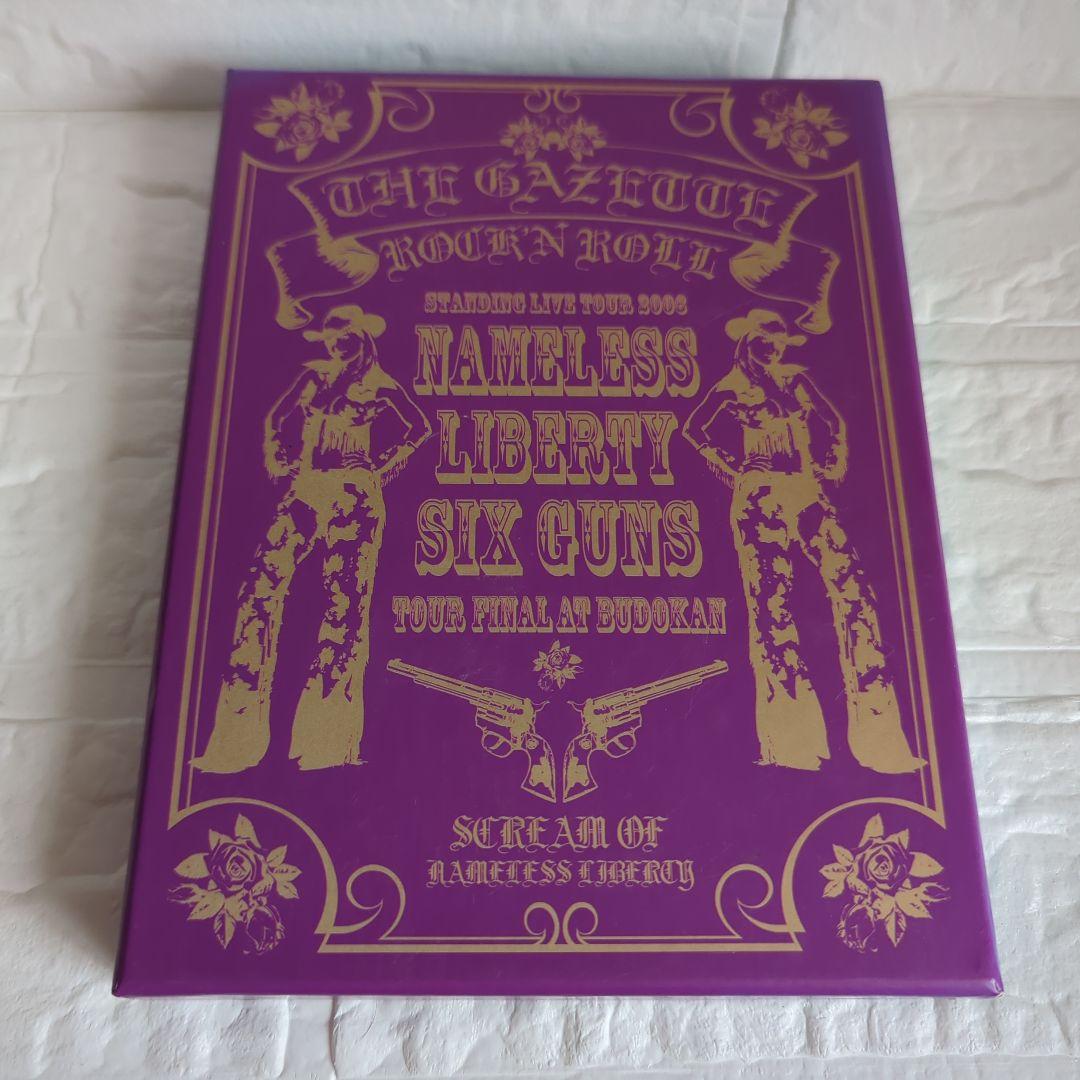 THE GAZETTE
ROCK'N ROLL
STANDING LIVE TOUR 2006
NAMELESS
LIBERTY
SIX GUNS
TOUR FINAL AT BUDOKAN
SCREAM OF
NAMELESS LIBERTY